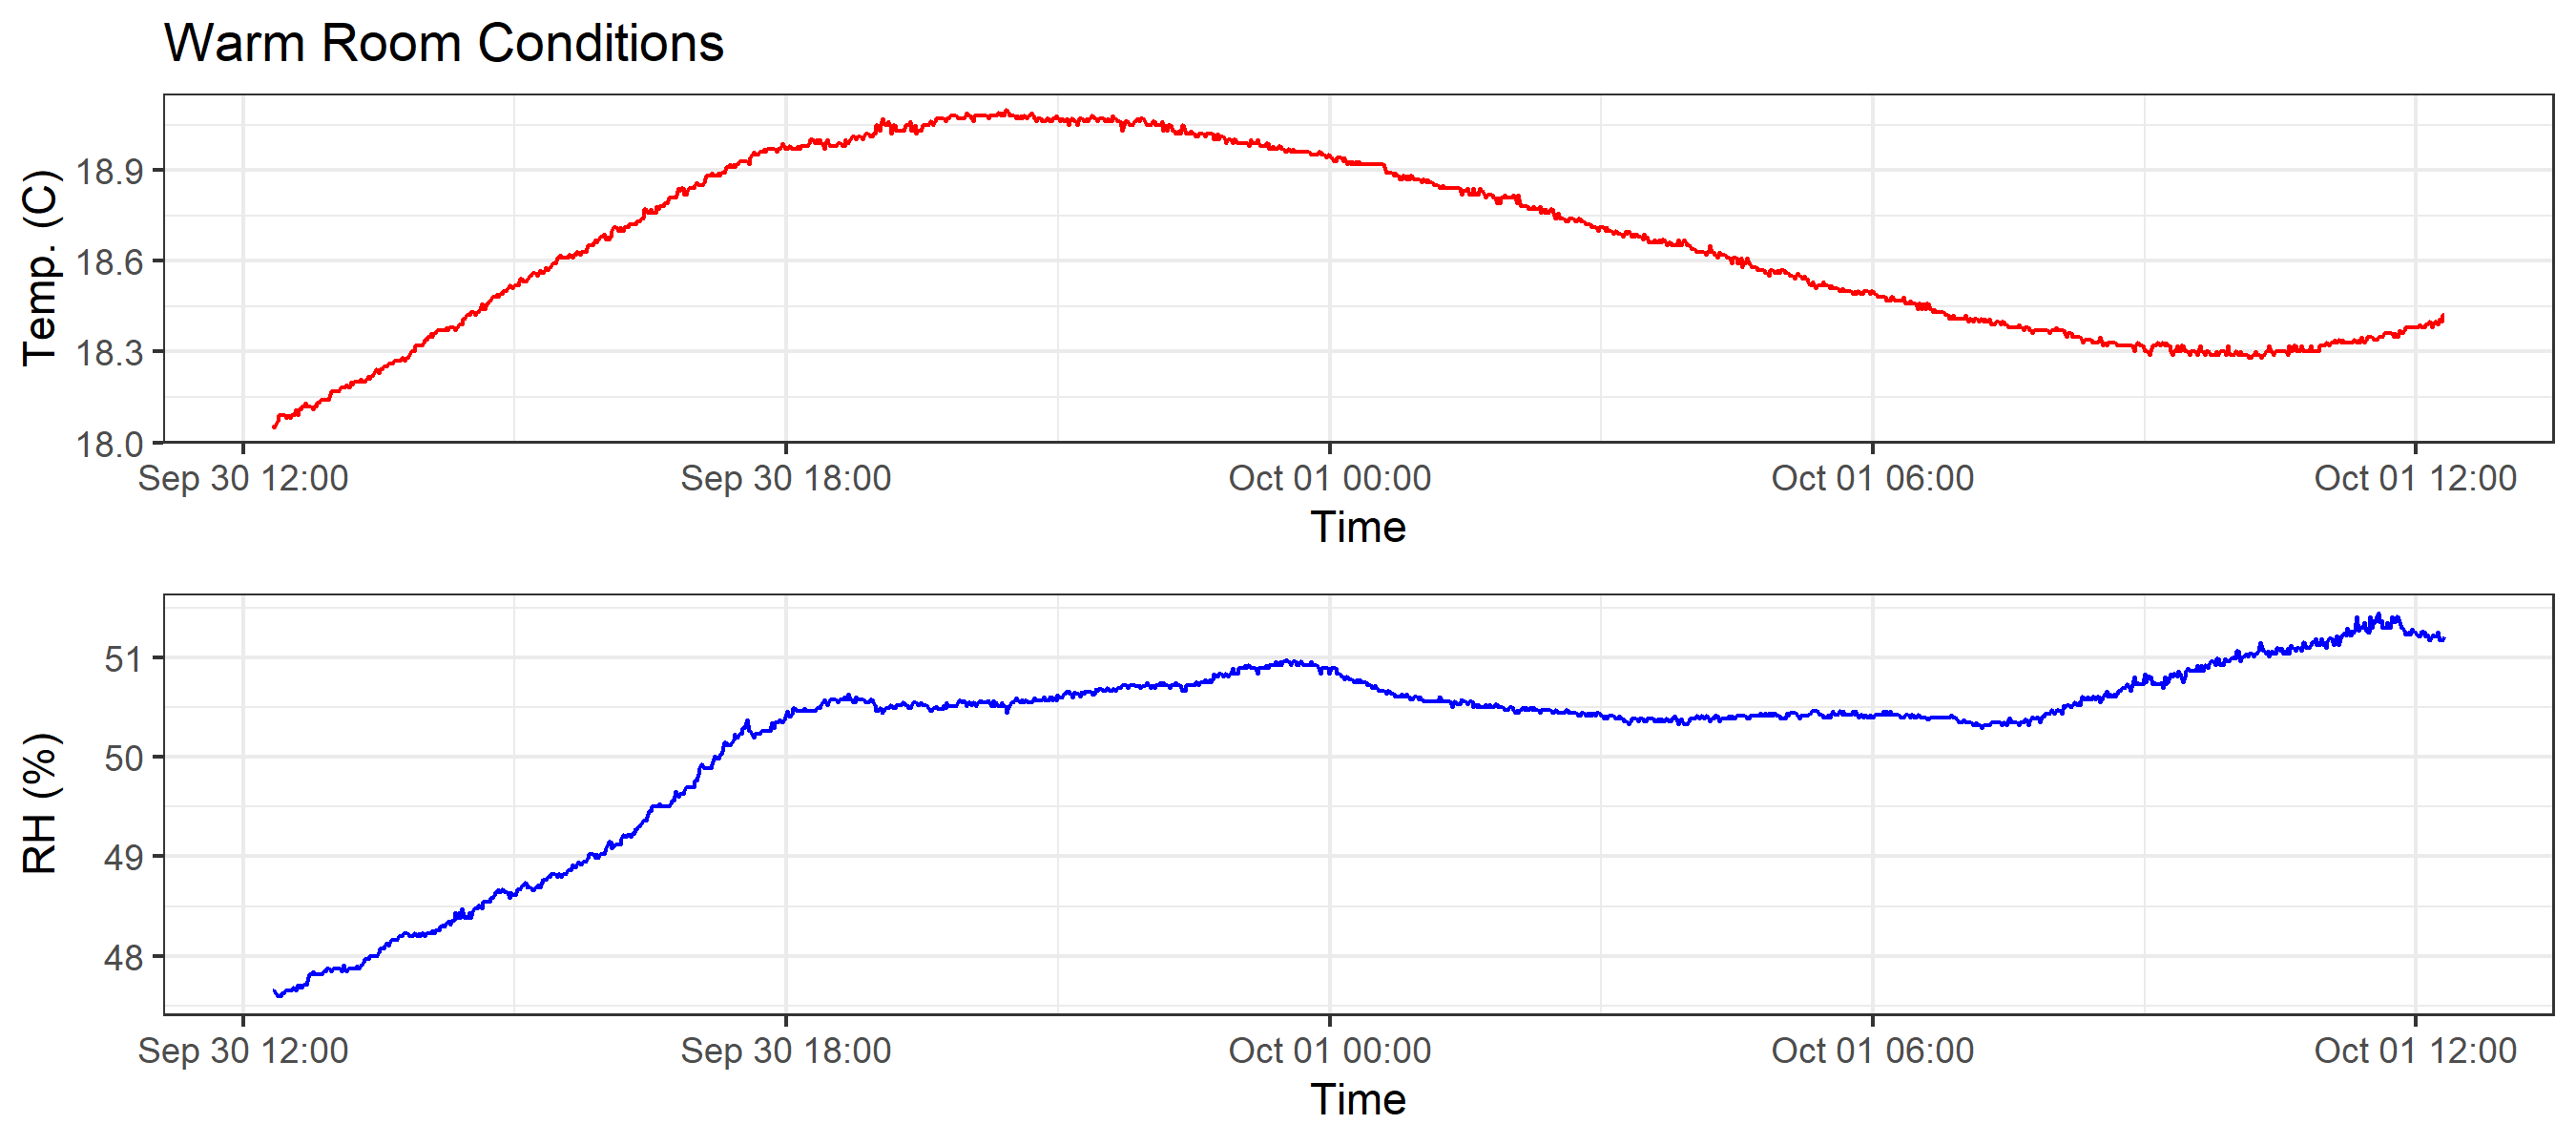 Warm Room Conditions
Temp. (C)
18.9
18.6
18.3
18.0
Sep 30 12:00 Sep 30 18:00 Oct 01 00:00 Oct 01 06:00 Oct 01 12:00
Time
RH (%)
51
50
49
48
Sep 30 12:00 Sep 30 18:00 Oct 01 00:00 Oct 01 06:00 Oct 01 12:00
Time